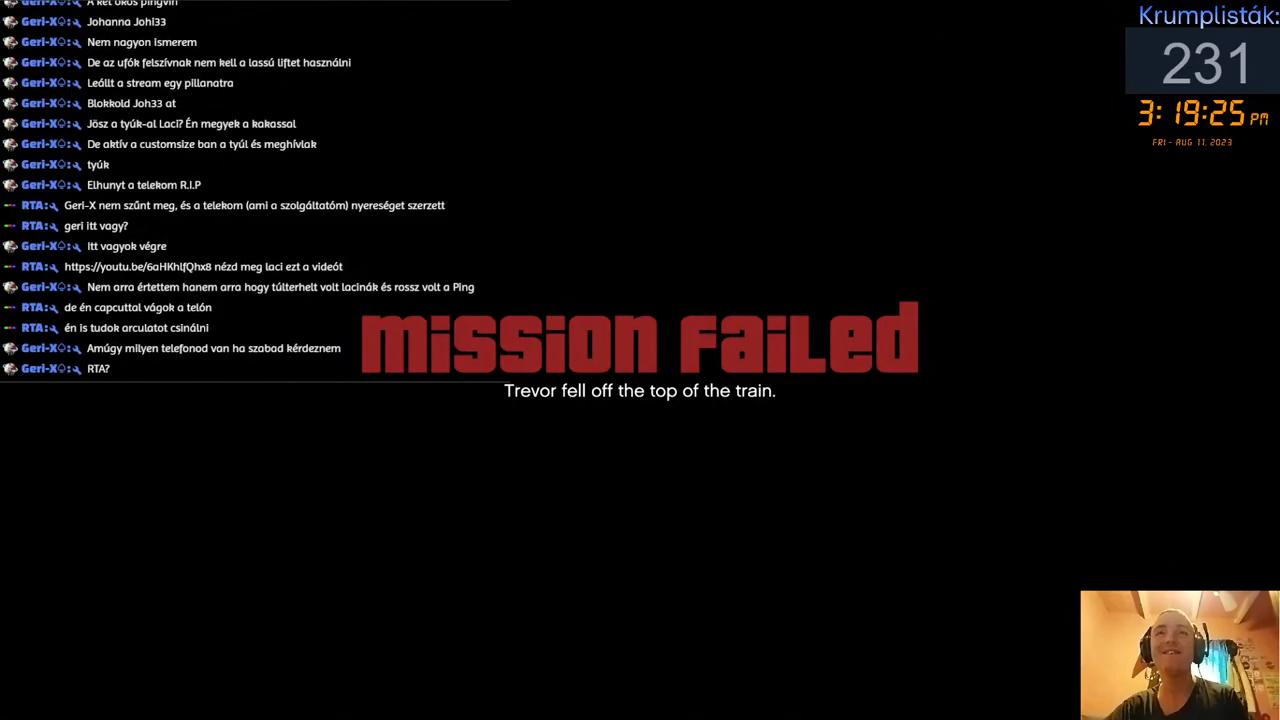 Geri-X♤: A két okos pingvin
Geri-X♤: Johanna Johi33
Geri-X♤: Nem nagyon ismerem
Geri-X♤: De az ufók felszívnak nem kell a lassú liftet használni
Geri-X♤: Leállt a stream egy pillanatra
Geri-X♤: Blokkold Joh33 at
Geri-X♤: Jösz a tyúk-al Laci? Én megyek a kakassal
Geri-X♤: De aktív a customsize ban a tyúl és meghívlak
Geri-X♤: tyúk
Geri-X♤: Elhunyt a telekom R.I.P
RTA: Geri-X nem szűnt meg, és a telekom (ami a szolgáltatóm) nyereséget szerzett
RTA: geri itt vagy?
Geri-X♤: Itt vagyok végre
RTA: https://youtu.be/6aHKhlfQhx8 nézd meg laci ezt a videót
Geri-X♤: Nem arra értettem hanem arra hogy túlterhelt volt lacinák és rossz volt a Ping
RTA: de én capcuttal vágok a telón
RTA: én is tudok arculatot csinálni
Geri-X♤: Amúgy milyen telefonod van ha szabad kérdeznem
Geri-X♤: RTA?
mission failed
Trevor fell off the top of the train.
Krumplisták:
231
3:19:25 PM
FRI - AUG 11, 2023